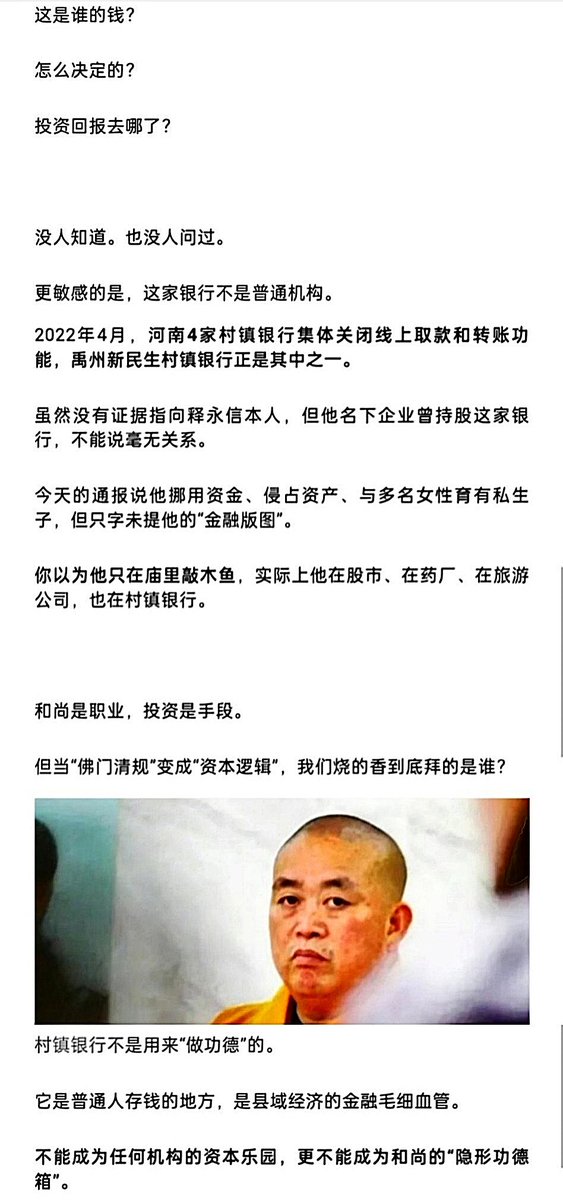 这是谁的钱？
怎么决定的？
投资回报去哪了？
没人知道。也没人问过。
更敏感的是，这家银行不是普通机构。
2022年4月，河南4家村镇银行集体关闭线上取款和转账功
能，禹州新民生村镇银行正是其中之一。
虽然没有证据指向释永信本人，但他名下企业曾持股这家银
行，不能说毫无关系。
今天的通报说他挪用资金、侵占资产、与多名女性育有私生
子，但只字未提他的“金融版图”。
你以为他只在庙里敲木鱼，实际上他在股市、在药厂、在旅游
公司，也在村镇银行。
和尚是职业，投资是手段。
但当“佛门清规”变成“资本逻辑”，我们烧的香到底拜的是谁？
村镇银行不是用来“做功德”的。
它是普通人存钱的地方，是县域经济的金融毛细血管。
不能成为任何机构的资本乐园，更不能成为和尚的“隐形功德
箱”。